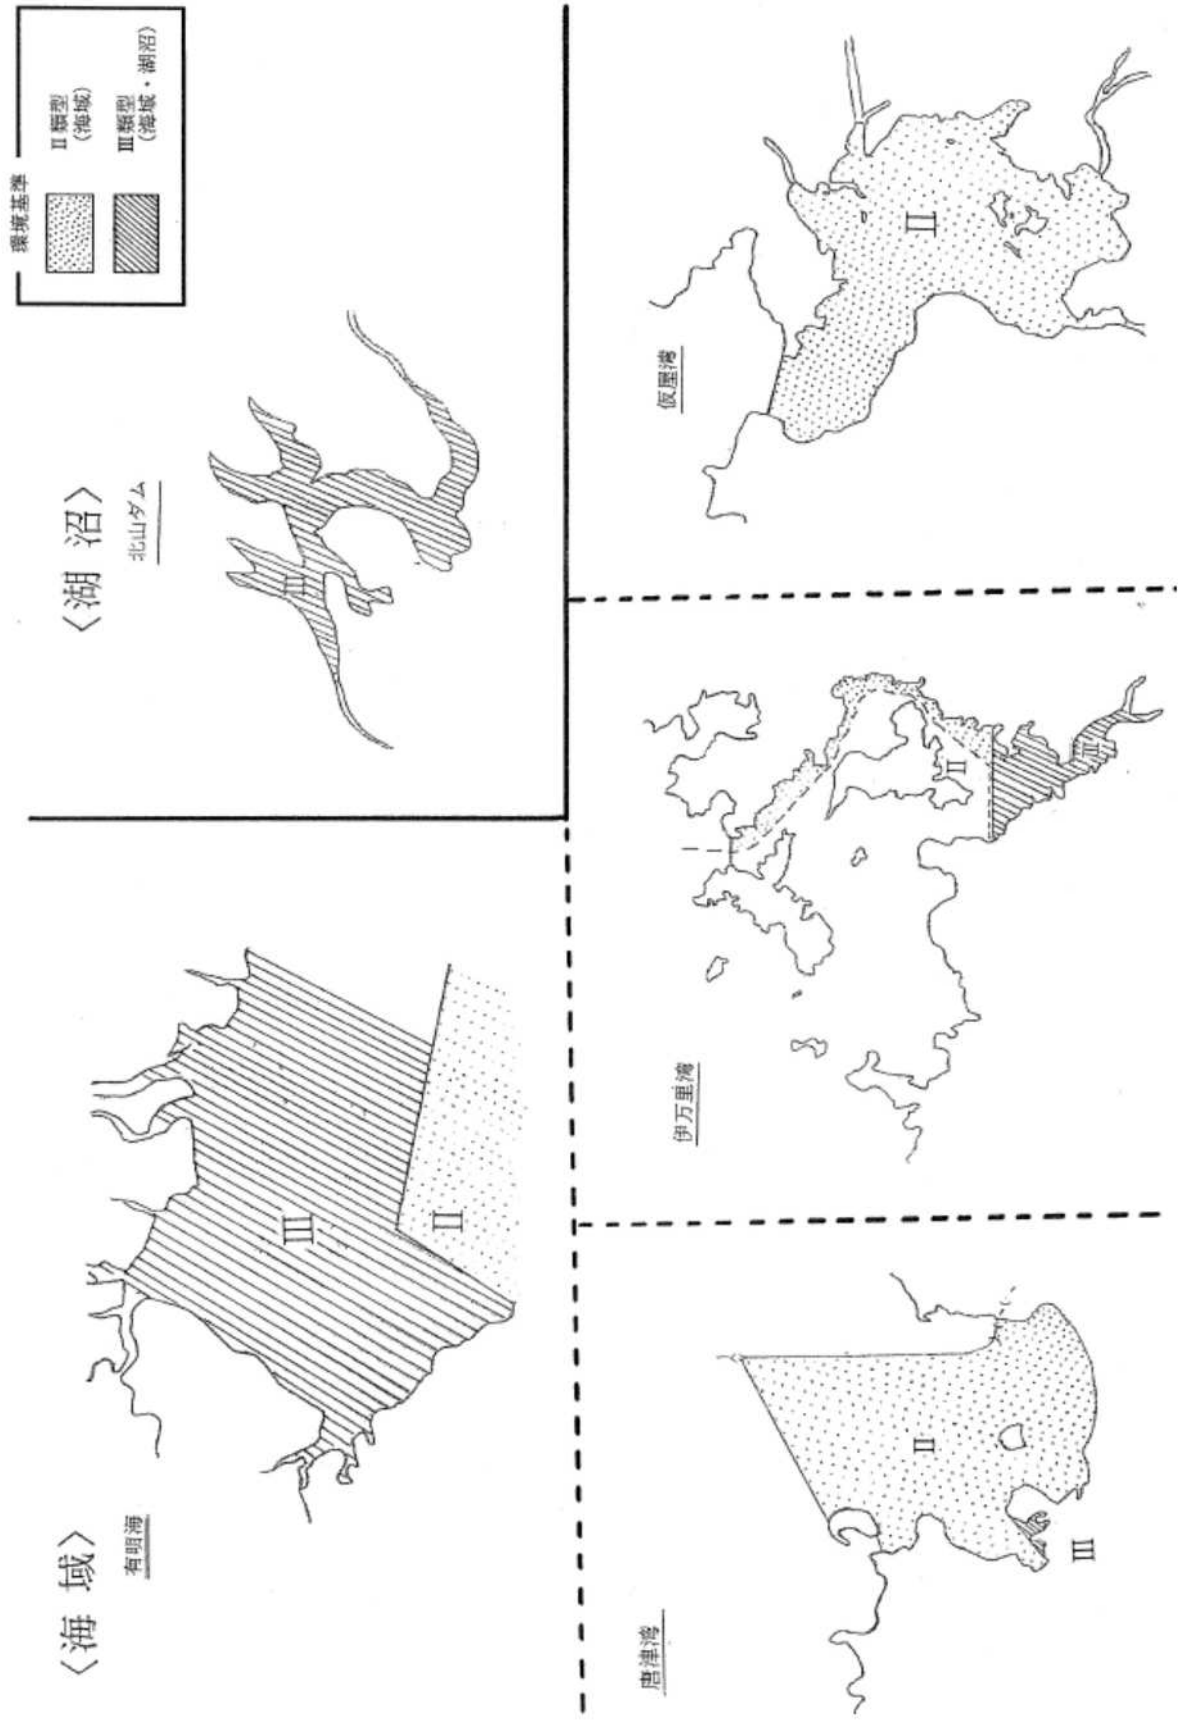 〈海 域〉
有明海
III
II
〈湖 沼〉
北山ダム
III
環境基準
II類型
(海域)
III類型
(海域・湖沼)
唐津湾
II
III
伊万里湾
II
III
仮屋湾
II